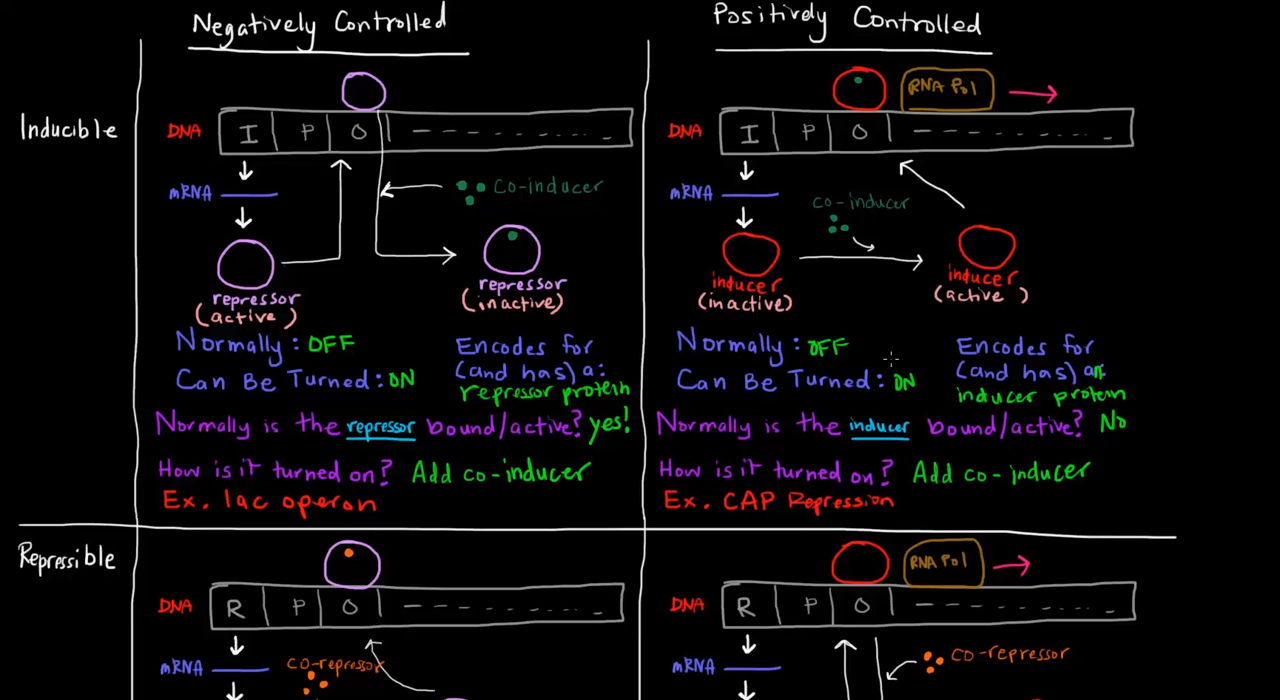 Negatively Controlled
Positively Controlled
Inducible
DNA I P O
mRNA
co-inducer
repressor
(active)
repressor
(inactive)
Normally: OFF
Can Be Turned: ON
Encodes for
(and has) a:
repressor protein
Normally is the repressor bound/active? yes!
How is it turned on? Add co-inducer
Ex. lac operon
RNA Pol
DNA I P O
mRNA
co-inducer
inducer
(inactive)
inducer
(active)
Normally: OFF
Can Be Turned: ON
Encodes for
(and has) an
inducer protein
Normally is the inducer bound/active? No
How is it turned on? Add co-inducer
Ex. CAP Repression
Repressible
DNA R P O
mRNA
co-repressor
RNA Pol
DNA R P O
mRNA
co-repressor